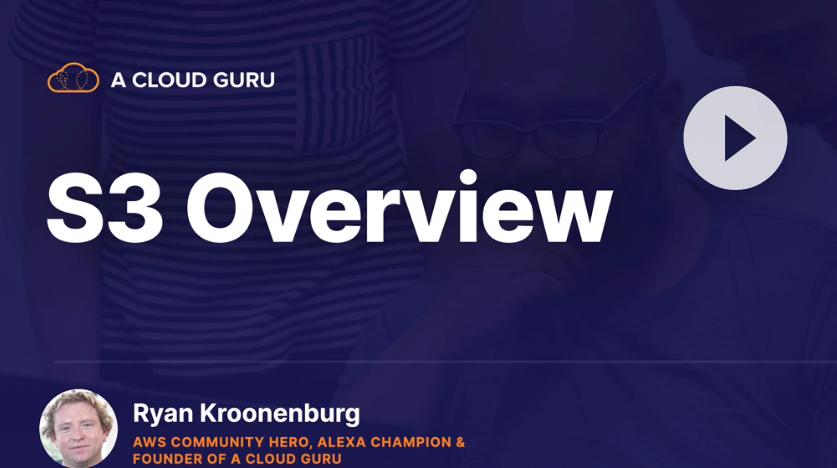 A CLOUD GURU
S3 Overview
Ryan Kroonenburg
AWS COMMUNITY HERO, ALEXA CHAMPION &
FOUNDER OF A CLOUD GURU